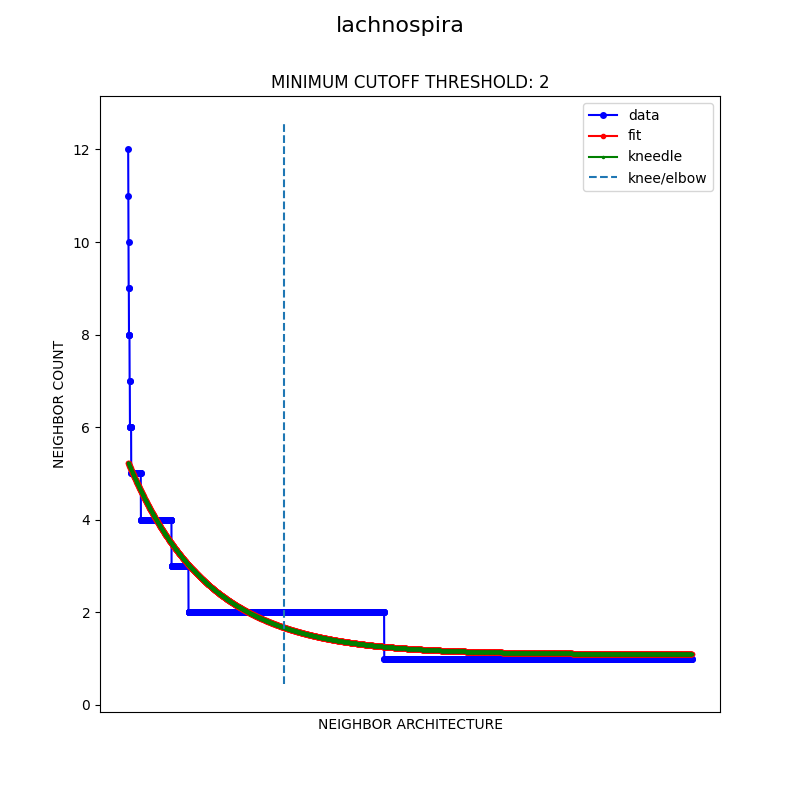 lachnospira
MINIMUM CUTOFF THRESHOLD: 2
data
fit
kneedle
knee/elbow
12
10
8
6
4
2
0
NEIGHBOR COUNT
NEIGHBOR ARCHITECTURE